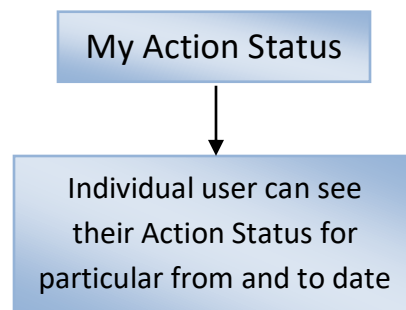 My Action Status
Individual user can see
their Action Status for
particular from and to date